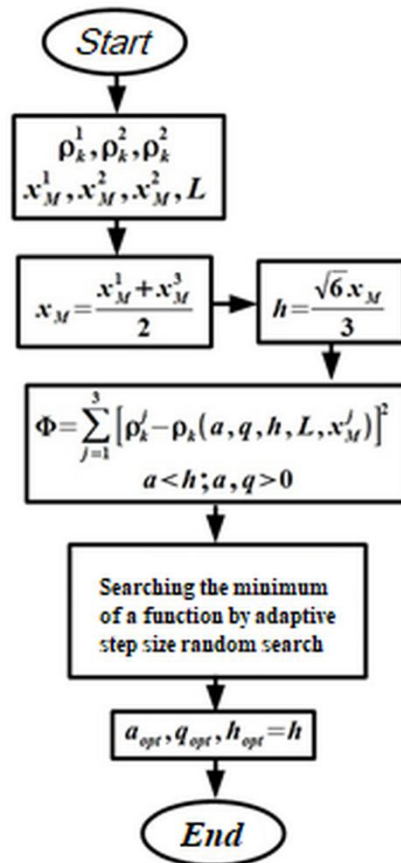 Start
ρ_k^1, ρ_k^2, ρ_k^2
x_M^1, x_M^2, x_M^2, L
x_M = (x_M^1 + x_M^3)/2
h = √6 x_M/3
Φ = ∑_{j=1}^{3} [ρ_k^j − ρ_k(a, q, h, L, x_M^j)]^2
a < h; a, q > 0
Searching the minimum
of a function by adaptive
step size random search
a_opt, q_opt, h_opt = h
End